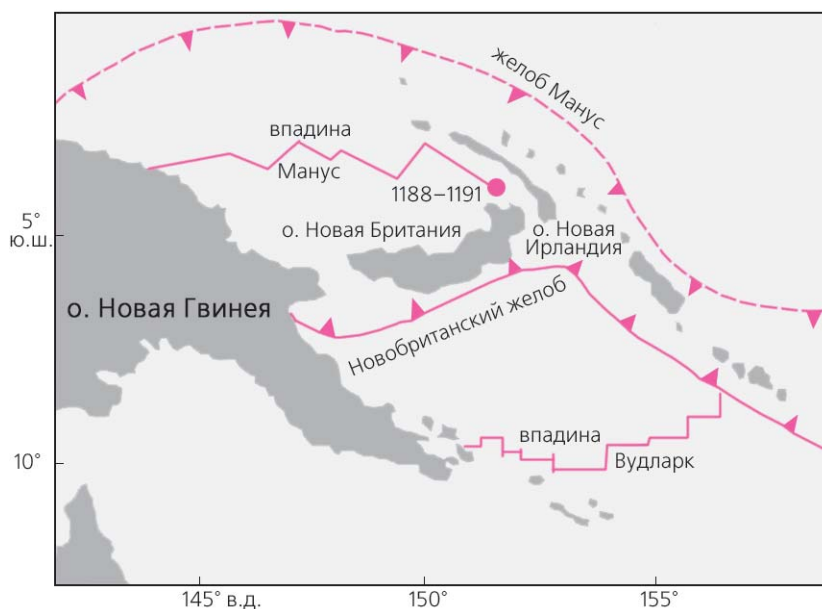 желоб Манус
впадина
Манус
1188–1191
о. Новая Британия
о. Новая
Ирландия
5°
ю.ш.
о. Новая Гвинея
Новобританский желоб
впадина
Вудларк
10°
145° в.д.
150°
155°